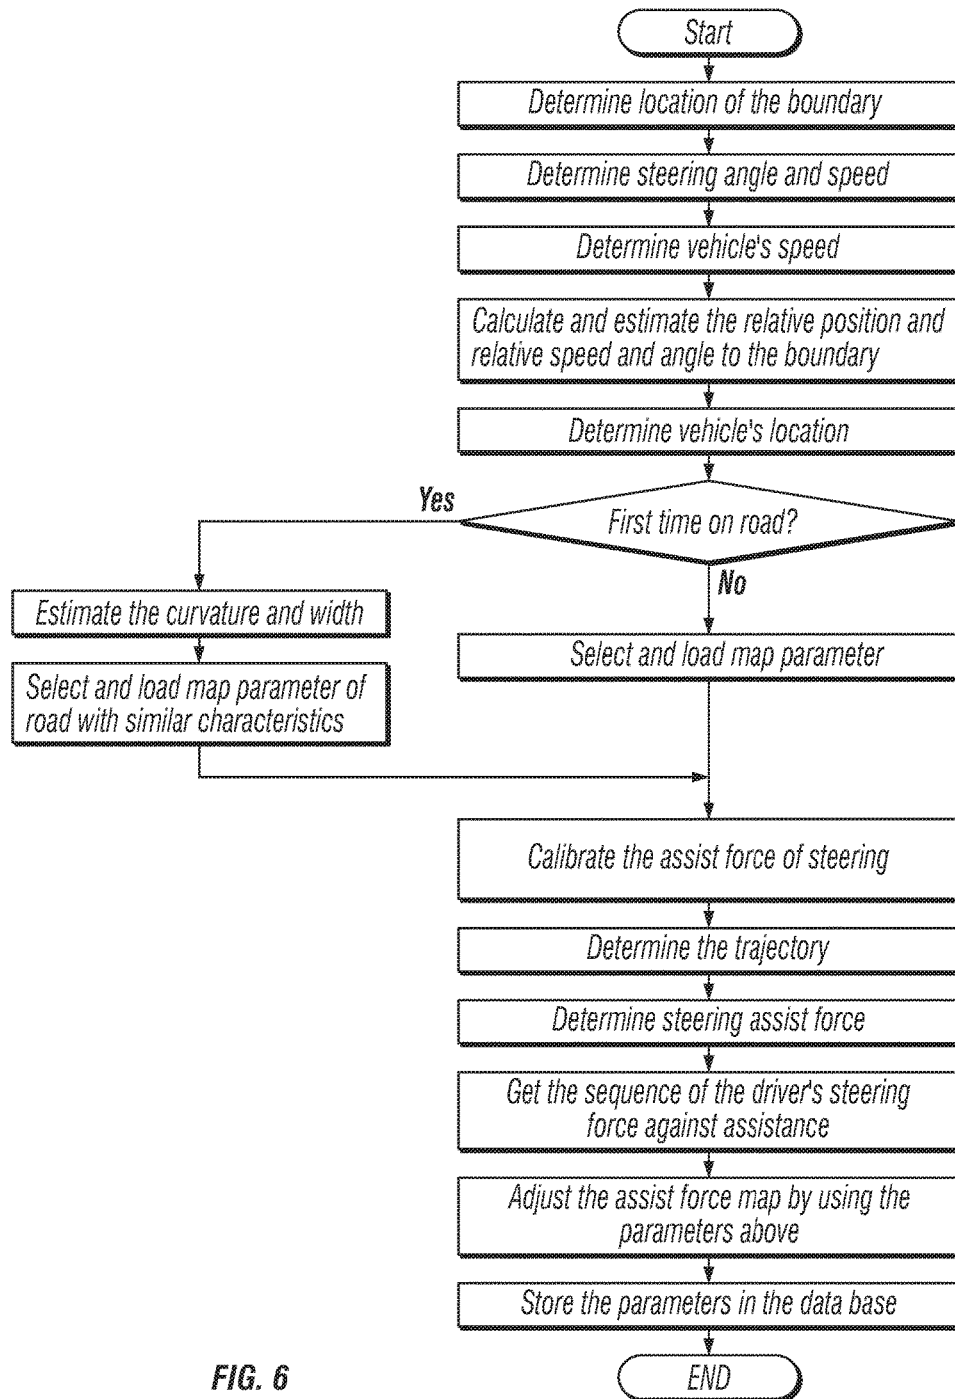 Start
Determine location of the boundary
Determine steering angle and speed
Determine vehicle's speed
Calculate and estimate the relative position and
relative speed and angle to the boundary
Determine vehicle's location
First time on road?
Yes
No
Estimate the curvature and width
Select and load map parameter of
road with similar characteristics
Select and load map parameter
Calibrate the assist force of steering
Determine the trajectory
Determine steering assist force
Get the sequence of the driver's steering
force against assistance
Adjust the assist force map by using the
parameters above
Store the parameters in the data base
END
FIG. 6